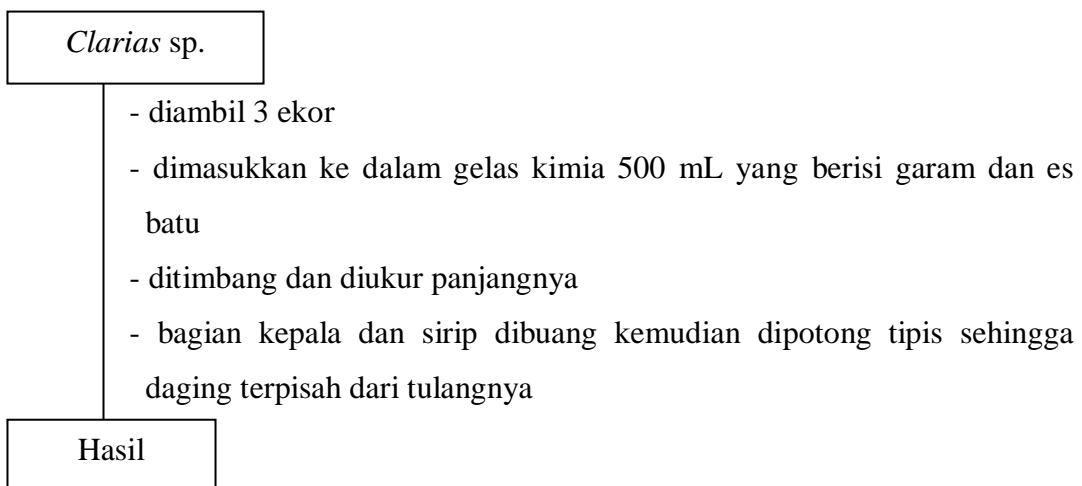 Clarias sp.
- diambil 3 ekor
- dimasukkan ke dalam gelas kimia 500 mL yang berisi garam dan es
batu
- ditimbang dan diukur panjangnya
- bagian kepala dan sirip dibuang kemudian dipotong tipis sehingga
daging terpisah dari tulangnya
Hasil